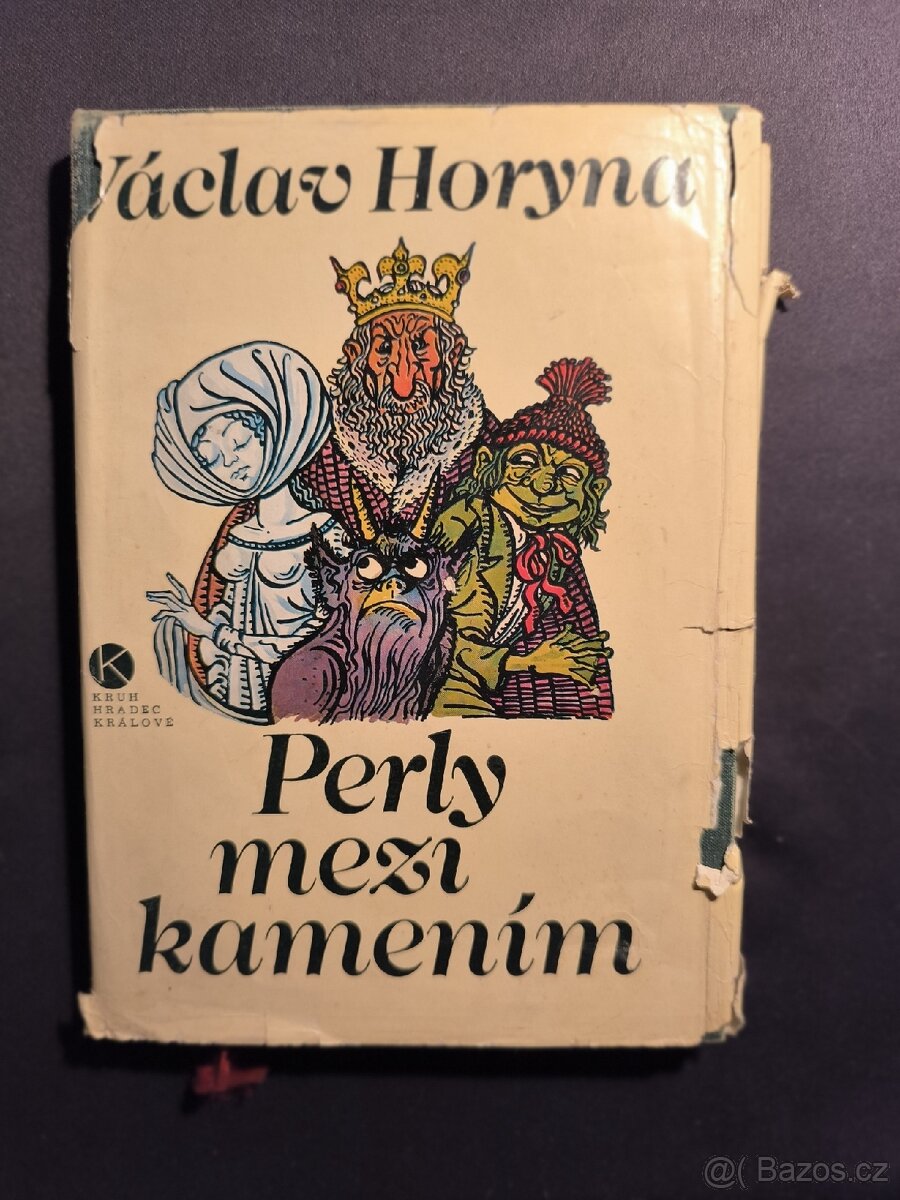 Václav Horyna
K
KRUH
HRADEC
KRÁLOVÉ
Perly
mezi
kamením
@( Bazos.cz